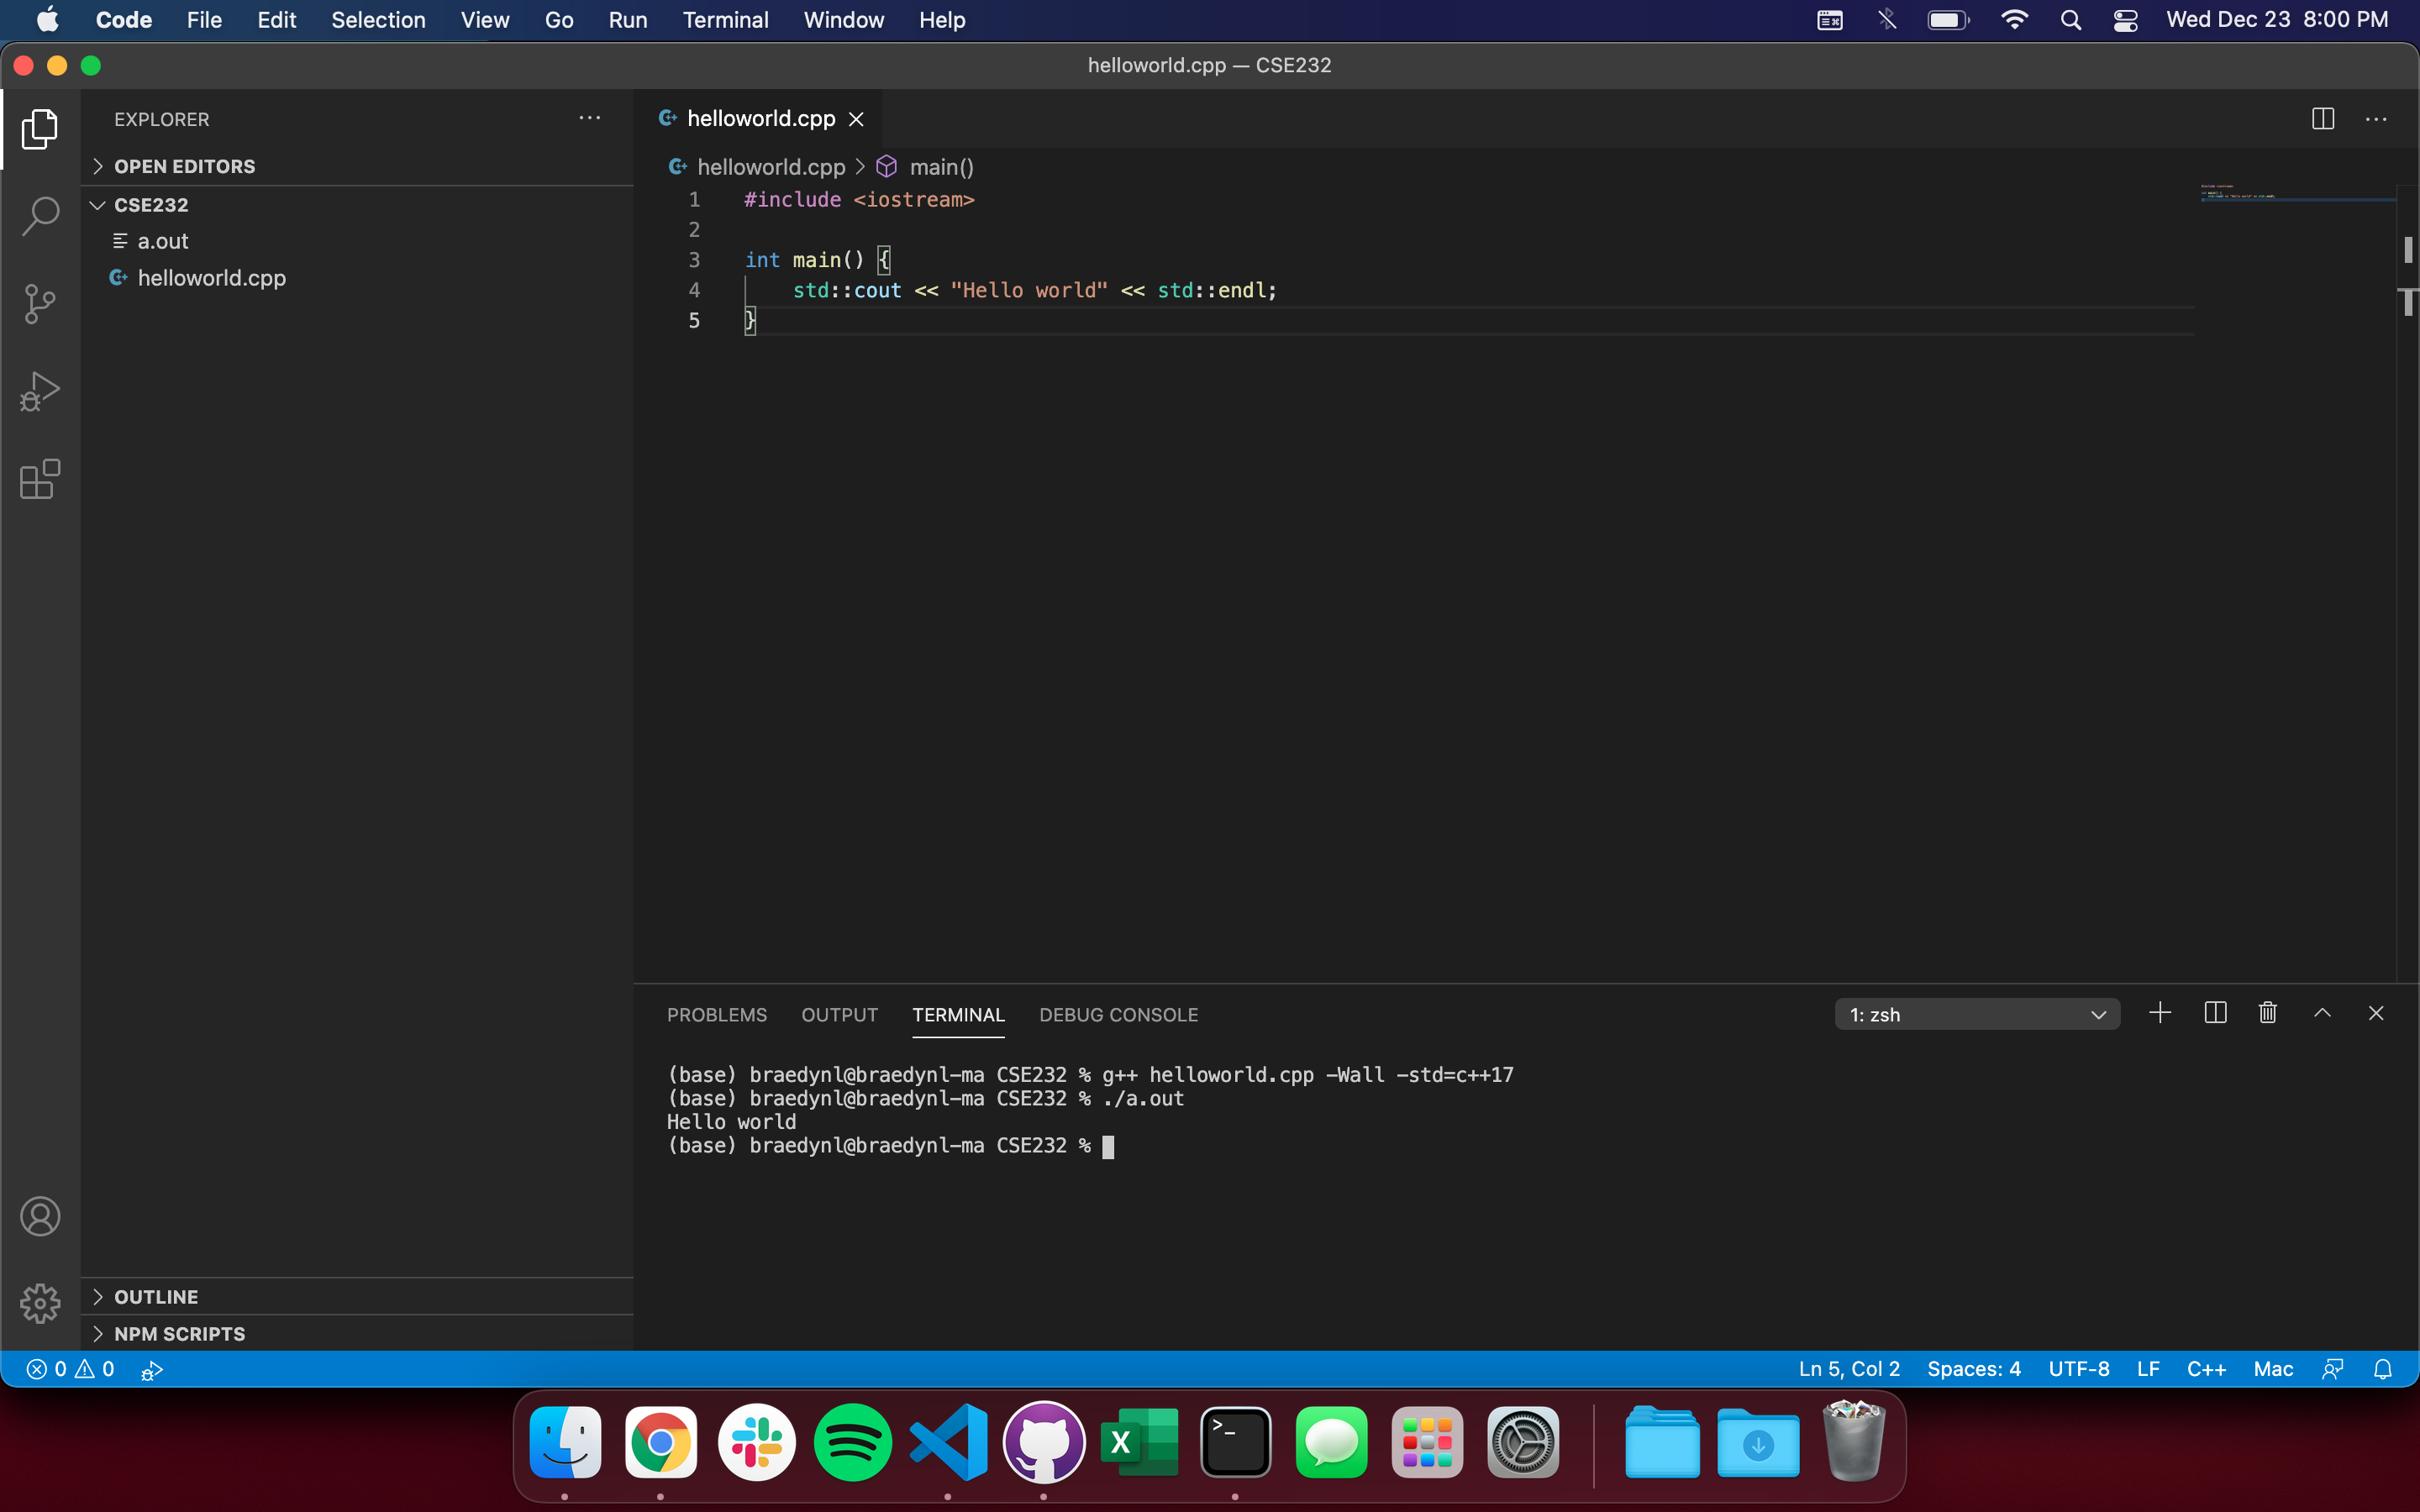 Code File Edit Selection View Go Run Terminal Window Help Wed Dec 23 8:00 PM
helloworld.cpp — CSE232
EXPLORER
OPEN EDITORS
CSE232
a.out
helloworld.cpp
OUTLINE
NPM SCRIPTS
helloworld.cpp
helloworld.cpp > main()
1 #include <iostream>
2
3 int main() {
4 std::cout << "Hello world" << std::endl;
5 }
PROBLEMS OUTPUT TERMINAL DEBUG CONSOLE 1: zsh
(base) braedynl@braedynl-ma CSE232 % g++ helloworld.cpp -Wall -std=c++17
(base) braedynl@braedynl-ma CSE232 % ./a.out
Hello world
(base) braedynl@braedynl-ma CSE232 %
0 0 Ln 5, Col 2 Spaces: 4 UTF-8 LF C++ Mac
X >_